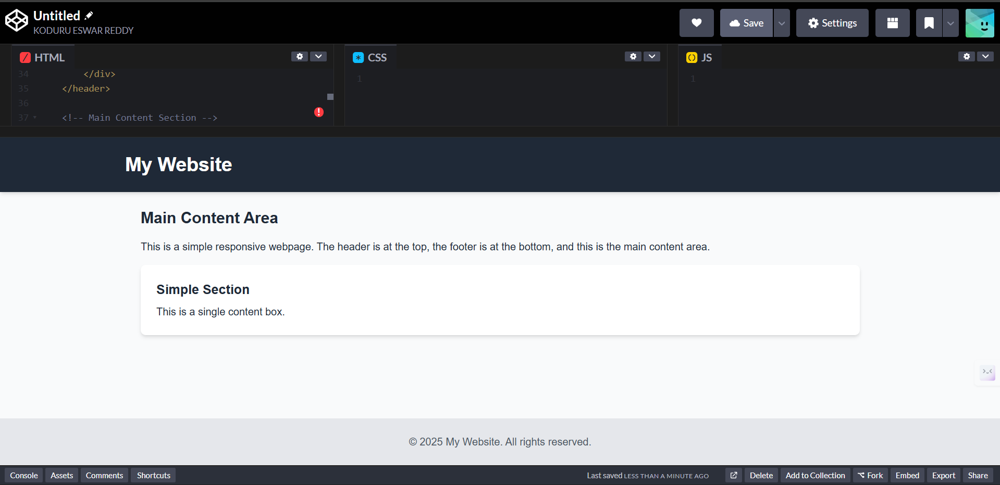 Untitled
KODURU ESWAR REDDY
Save
Settings
HTML
CSS
JS
34 </div>
35 </header>
36
37 <!-- Main Content Section -->
1
1
My Website
Main Content Area
This is a simple responsive webpage. The header is at the top, the footer is at the bottom, and this is the main content area.
Simple Section
This is a single content box.
© 2025 My Website. All rights reserved.
Console Assets Comments Shortcuts Last saved LESS THAN A MINUTE AGO Delete Add to Collection Fork Embed Export Share